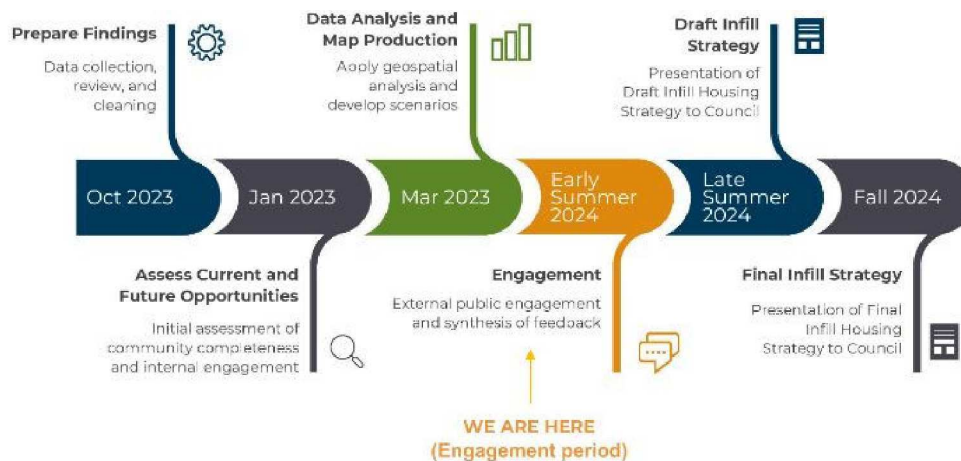 Prepare Findings
Data collection,
review, and
cleaning
Data Analysis and
Map Production
Apply geospatial
analysis and
develop scenarios
Draft Infill
Strategy
Presentation of
Draft Infill Housing
Strategy to Council
Oct 2023
Jan 2023
Mar 2023
Early
Summer
2024
Late
Summer
2024
Fall 2024
Assess Current and
Future Opportunities
Initial assessment of
community completeness
and internal engagement
Engagement
External public engagement
and synthesis of feedback
Final Infill Strategy
Presentation of Final
Infill Housing
Strategy to Council
WE ARE HERE
(Engagement period)